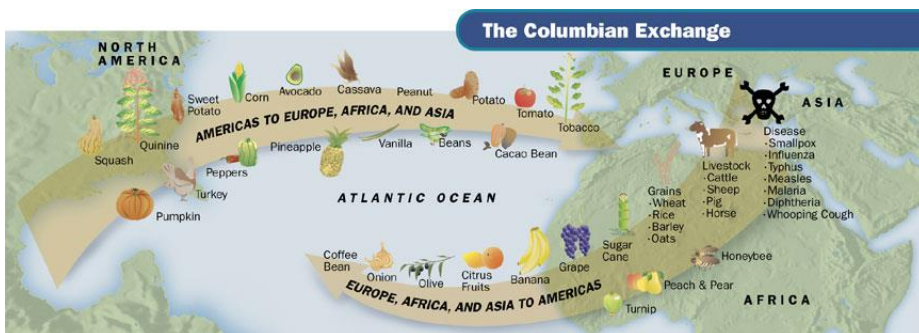 The Columbian Exchange
NORTH
AMERICA
EUROPE
ASIA
Sweet
Potato
Corn
Avocado
Cassava
Peanut
Potato
Tomato
Tobacco
AMERICAS TO EUROPE, AFRICA, AND ASIA
Squash
Quinine
Peppers
Pineapple
Vanilla
Beans
Cacao Bean
Turkey
Pumpkin
ATLANTIC OCEAN
Disease
·Smallpox
·Influenza
·Typhus
·Measles
·Malaria
·Diphtheria
·Whooping Cough
Livestock
·Cattle
·Sheep
·Pig
·Horse
Grains
·Wheat
·Rice
·Barley
·Oats
Sugar
Cane
Grape
Banana
Citrus
Fruits
Olive
Onion
Coffee
Bean
Honeybee
Peach & Pear
Turnip
EUROPE, AFRICA, AND ASIA TO AMERICAS
AFRICA